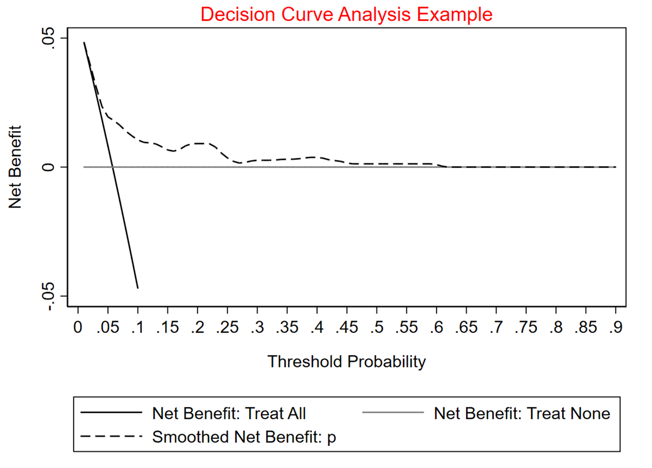 Decision Curve Analysis Example
.05
0
-.05
Net Benefit
0 .05 .1 .15 .2 .25 .3 .35 .4 .45 .5 .55 .6 .65 .7 .75 .8 .85 .9
Threshold Probability
Net Benefit: Treat All Net Benefit: Treat None
Smoothed Net Benefit: p